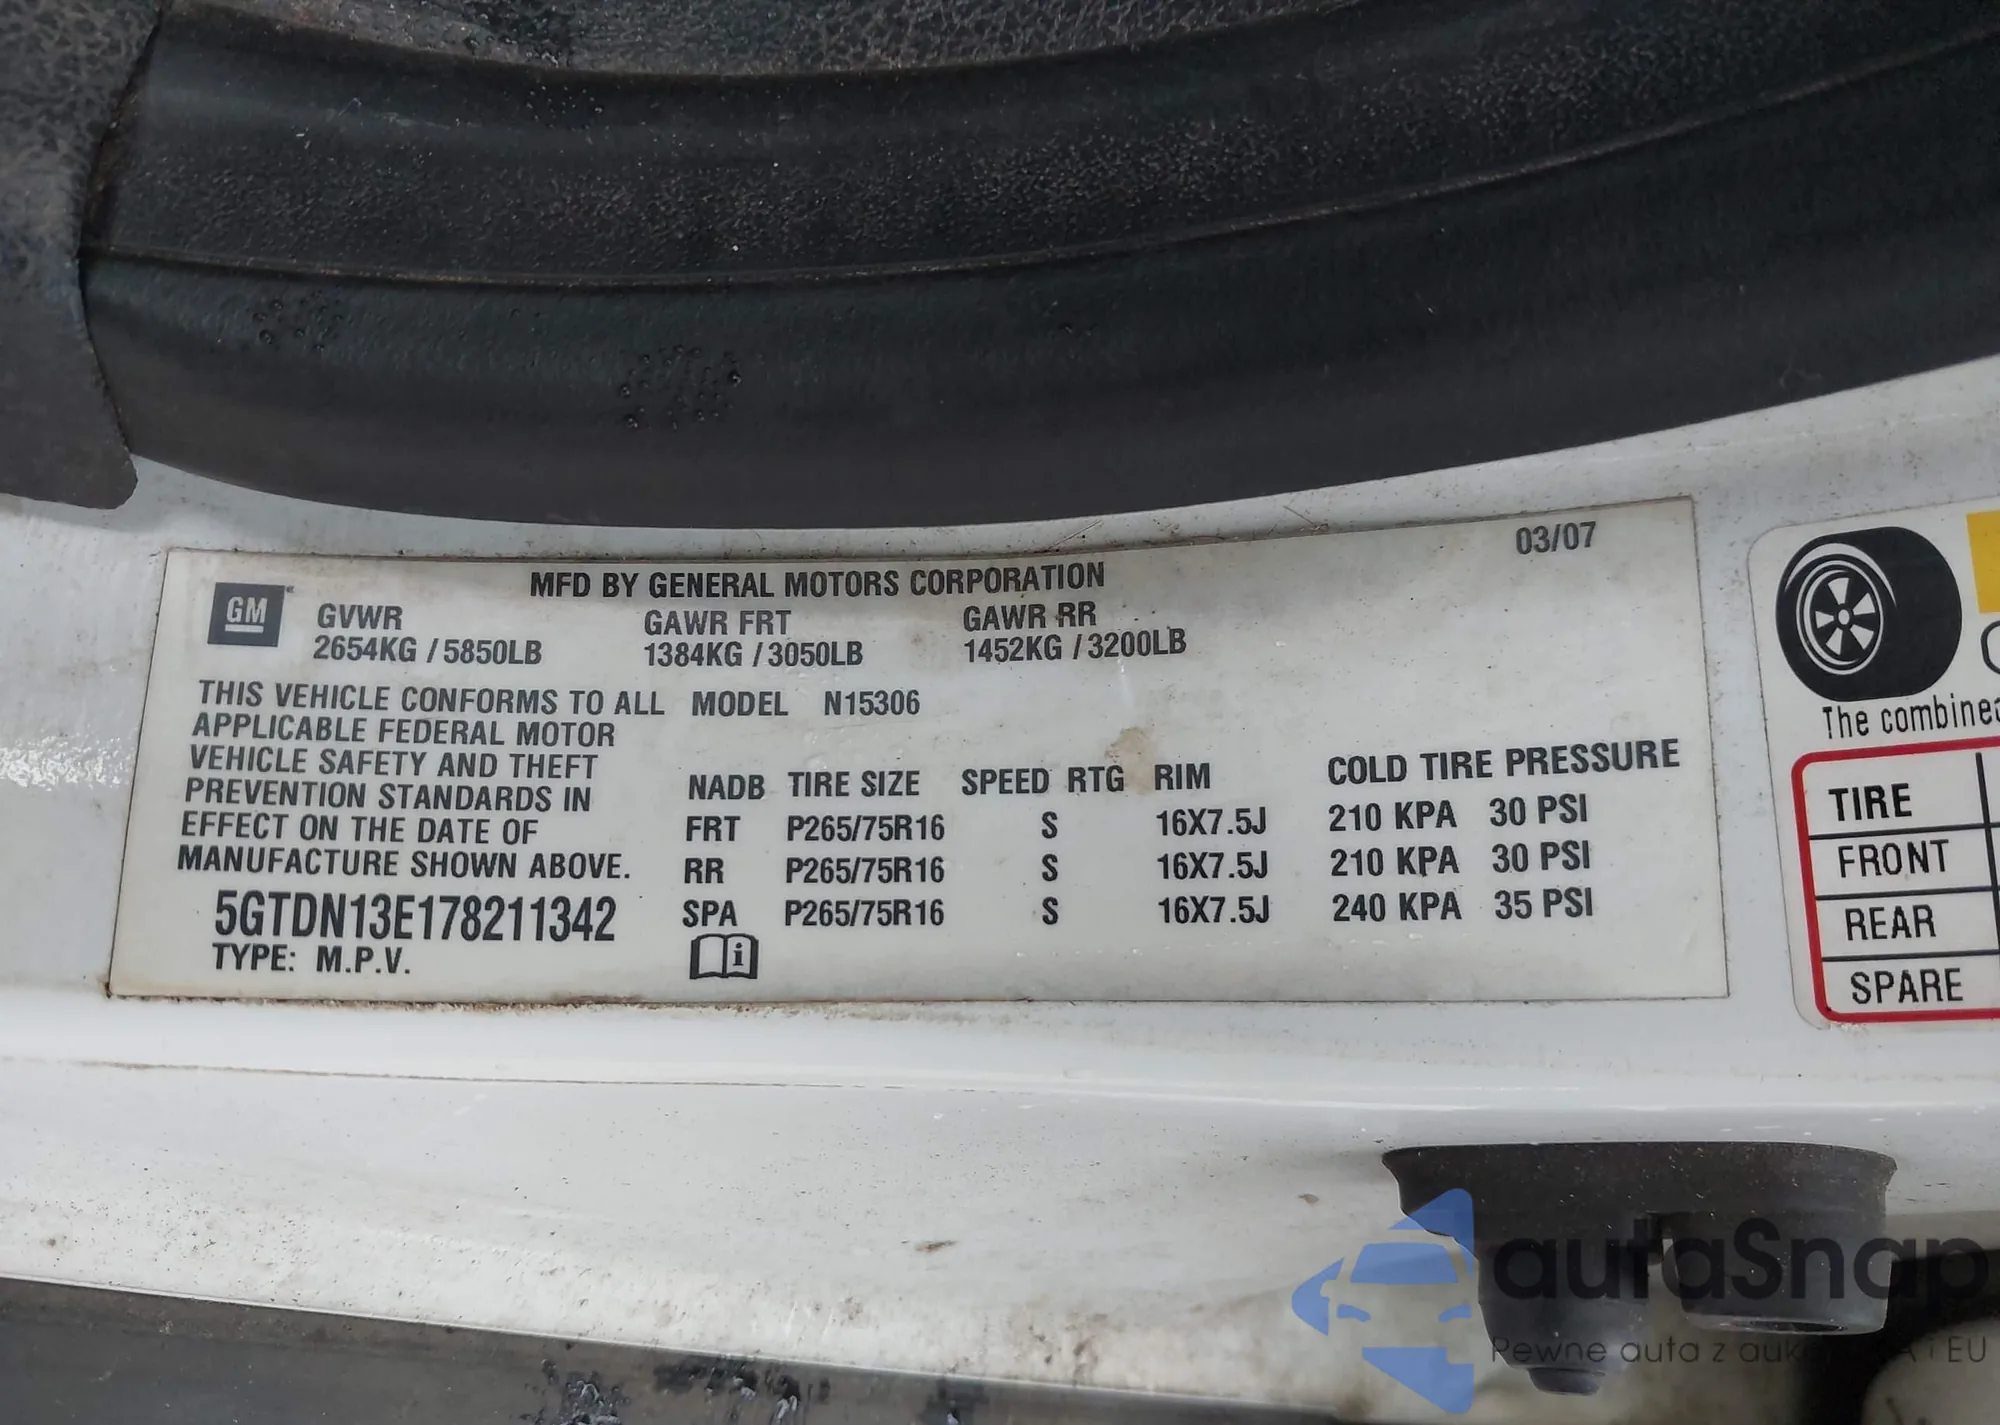 03/07
MFD BY GENERAL MOTORS CORPORATION
GM
GVWR GAWR FRT GAWR RR
2654KG / 5850LB 1384KG / 3050LB 1452KG / 3200LB
THIS VEHICLE CONFORMS TO ALL MODEL N15306
APPLICABLE FEDERAL MOTOR
VEHICLE SAFETY AND THEFT
PREVENTION STANDARDS IN
EFFECT ON THE DATE OF
MANUFACTURE SHOWN ABOVE.
5GTDN13E178211342
TYPE: M.P.V.
NADB TIRE SIZE SPEED RTG RIM COLD TIRE PRESSURE
FRT P265/75R16 S 16X7.5J 210 KPA 30 PSI
RR P265/75R16 S 16X7.5J 210 KPA 30 PSI
SPA P265/75R16 S 16X7.5J 240 KPA 35 PSI
i
The combined
TIRE
FRONT
REAR
SPARE
autaSnap
Pewne auta z i EU